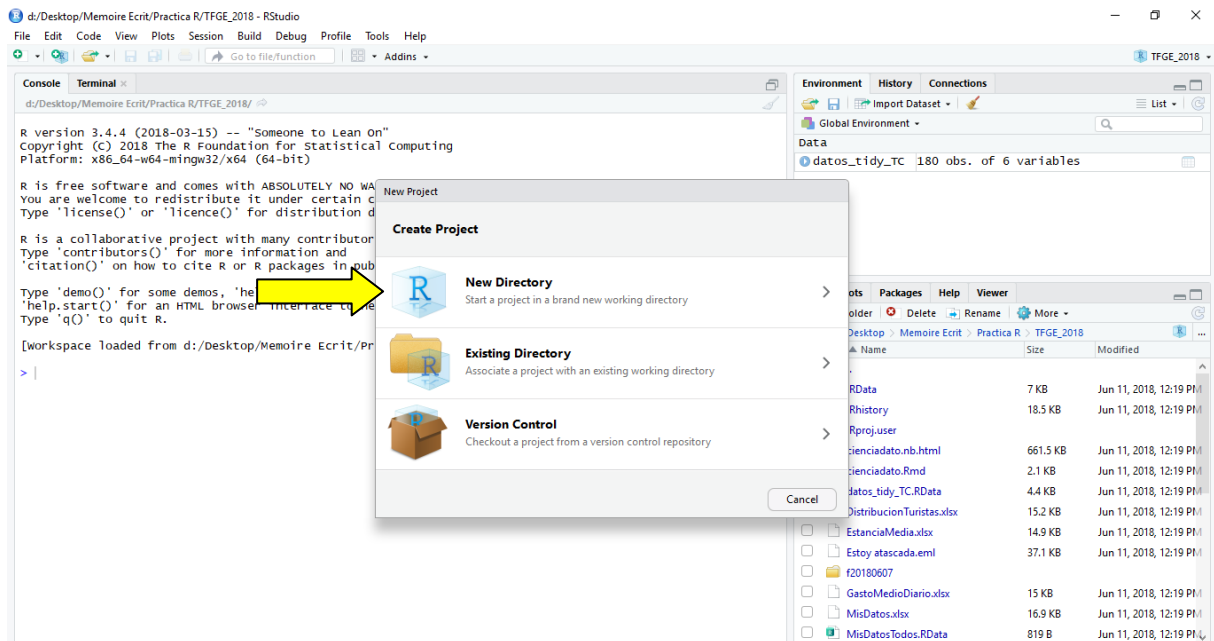 d:/Desktop/Memoire Ecrit/Practica R/TFGE_2018 - RStudio
File Edit Code View Plots Session Build Debug Profile Tools Help
Go to file/function Addins TFGE_2018
Console Terminal
d:/Desktop/Memoire Ecrit/Practica R/TFGE_2018/
R version 3.4.4 (2018-03-15) -- "Someone to Lean On"
Copyright (C) 2018 The R Foundation for Statistical Computing
Platform: x86_64-w64-mingw32/x64 (64-bit)
R is free software and comes with ABSOLUTELY NO WA
You are welcome to redistribute it under certain c
Type 'license()' or 'licence()' for distribution d
R is a collaborative project with many contributor
Type 'contributors()' for more information and
'citation()' on how to cite R or R packages in pub
Type 'demo()' for some demos, 'he
'help.start()' for an HTML browser interface to he
Type 'q()' to quit R.
[Workspace loaded from d:/Desktop/Memoire Ecrit/Pr
>
New Project
Create Project
R
New Directory
Start a project in a brand new working directory
R
Existing Directory
Associate a project with an existing working directory
Version Control
Checkout a project from a version control repository
Cancel
Environment History Connections
Import Dataset List
Global Environment
Data
datos_tidy_TC 180 obs. of 6 variables
ots Packages Help Viewer
older Delete Rename More
Desktop > Memoire Ecrit > Practica R > TFGE_2018 ...
Name Size Modified
.
RData 7 KB Jun 11, 2018, 12:19 PM
Rhistory 18.5 KB Jun 11, 2018, 12:19 PM
Rproj.user
cienciadato.nb.html 661.5 KB Jun 11, 2018, 12:19 PM
cienciadato.Rmd 2.1 KB Jun 11, 2018, 12:19 PM
datos_tidy_TC.RData 4.4 KB Jun 11, 2018, 12:19 PM
DistribucionTuristas.xlsx 15.2 KB Jun 11, 2018, 12:19 PM
EstanciaMedia.xlsx 14.9 KB Jun 11, 2018, 12:19 PM
Estoy atascada.eml 37.1 KB Jun 11, 2018, 12:19 PM
f20180607
GastoMedioDiario.xlsx 15 KB Jun 11, 2018, 12:19 PM
MisDatos.xlsx 16.9 KB Jun 11, 2018, 12:19 PM
MisDatosTodos.RData 819 B Jun 11, 2018, 12:19 PM